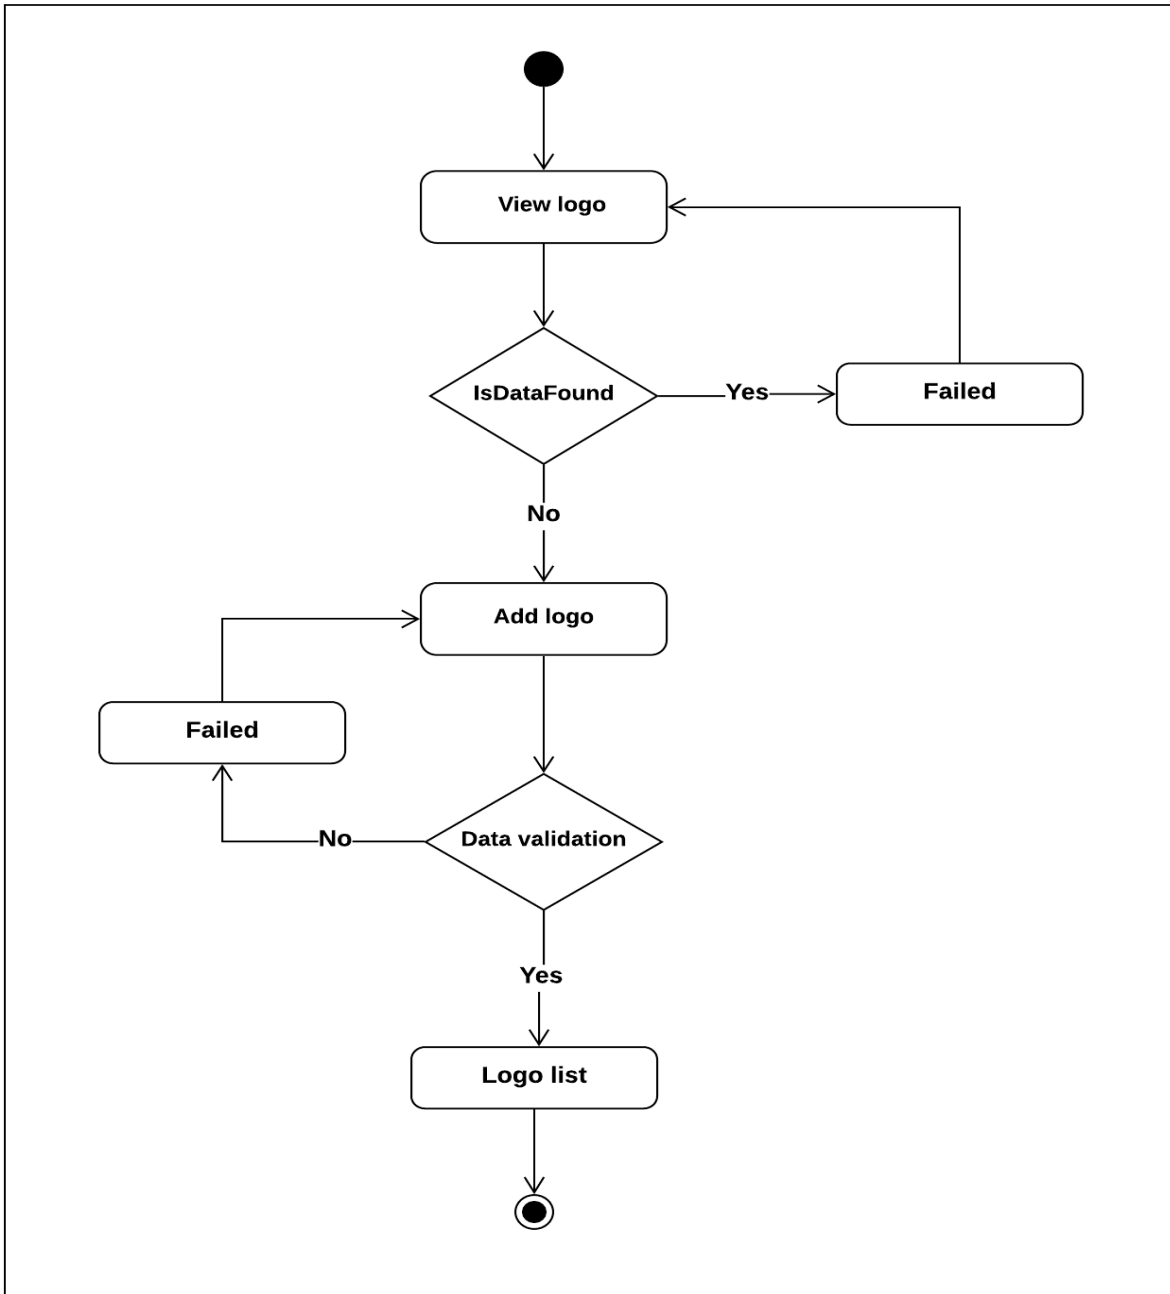 View logo
IsDataFound
Yes
Failed
No
Add logo
Failed
No
Data validation
Yes
Logo list